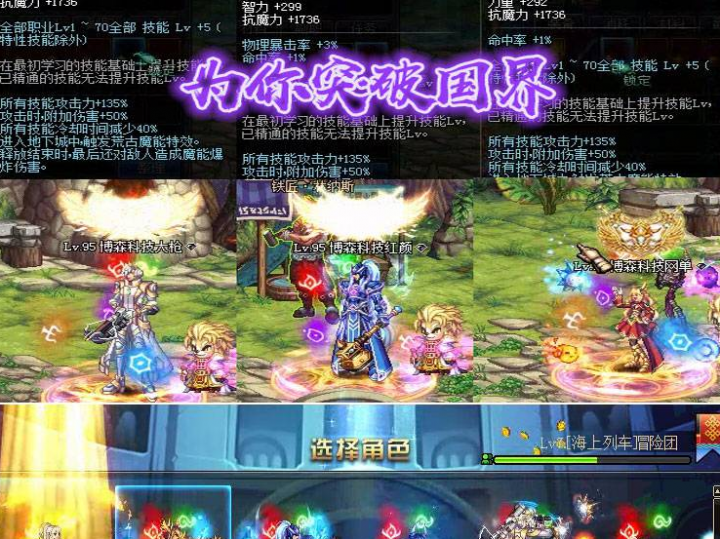 抗魔力 +1736
全部职业Lv1 ~ 70全部 技能 Lv +5（
特性技能除外）
在最初学习的技能基础上提升技能
已精通的技能无法提升技能Lv。
所有技能攻击力+135%
攻击时,附加伤害+50%
所有技能冷却时间减少40%
进入地下城中,触发荒古魔能特效。
释放结束时,最后还对敌人造成魔能爆
炸伤害。
智力 +299
抗魔力 +1736
物理暴击率 +3%
命中率 +1%
在最初学习的技能基础上提升技能Lv,
已精通的技能无法提升技能Lv。
所有技能攻击力+135%
攻击时,附加伤害+50%
力量 +292
抗魔力 +1736
命中率 +1%
Lv1 ~ 70全部 技能 Lv +5（
除外）
锁定
技能基础上提升技能Lv,
已精通的技能无法提升技能Lv。
所有技能攻击力+135%
攻击时,附加伤害+50%
所有技能冷却时间减少40%
为你突破国界
Lv.95 博森科技大枪
铁匠 · 林纳斯
Lv.95 博森科技红颜
博森科技网单
选择角色
[海上列车]冒险团